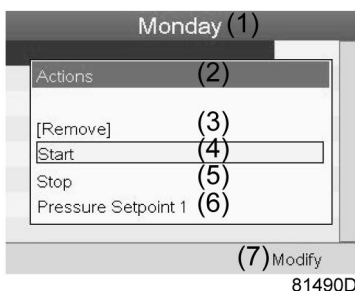 Monday (1)
Actions (2)
[Remove] (3)
Start (4)
Stop (5)
Pressure Setpoint 1 (6)
(7) Modify
81490D